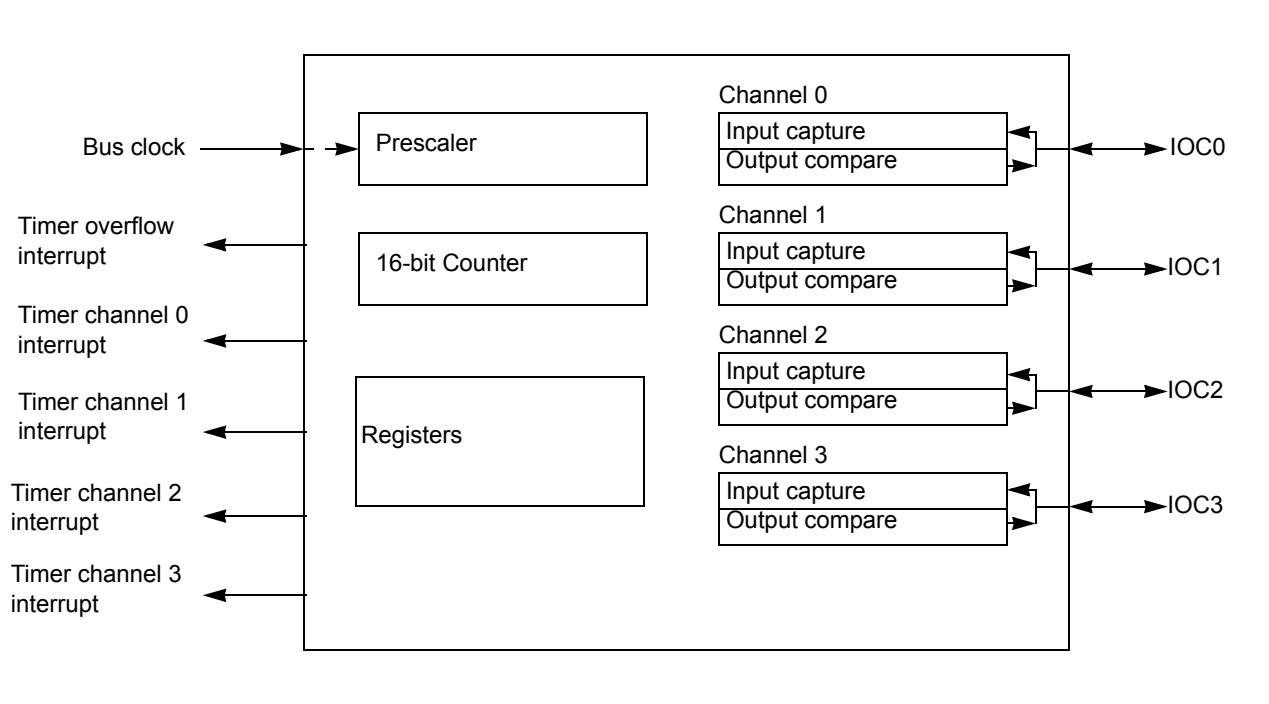 Bus clock
Timer overflow
interrupt
Timer channel 0
interrupt
Timer channel 1
interrupt
Timer channel 2
interrupt
Timer channel 3
interrupt
Prescaler
16-bit Counter
Registers
Channel 0
Input capture
Output compare
Channel 1
Input capture
Output compare
Channel 2
Input capture
Output compare
Channel 3
Input capture
Output compare
IOC0
IOC1
IOC2
IOC3